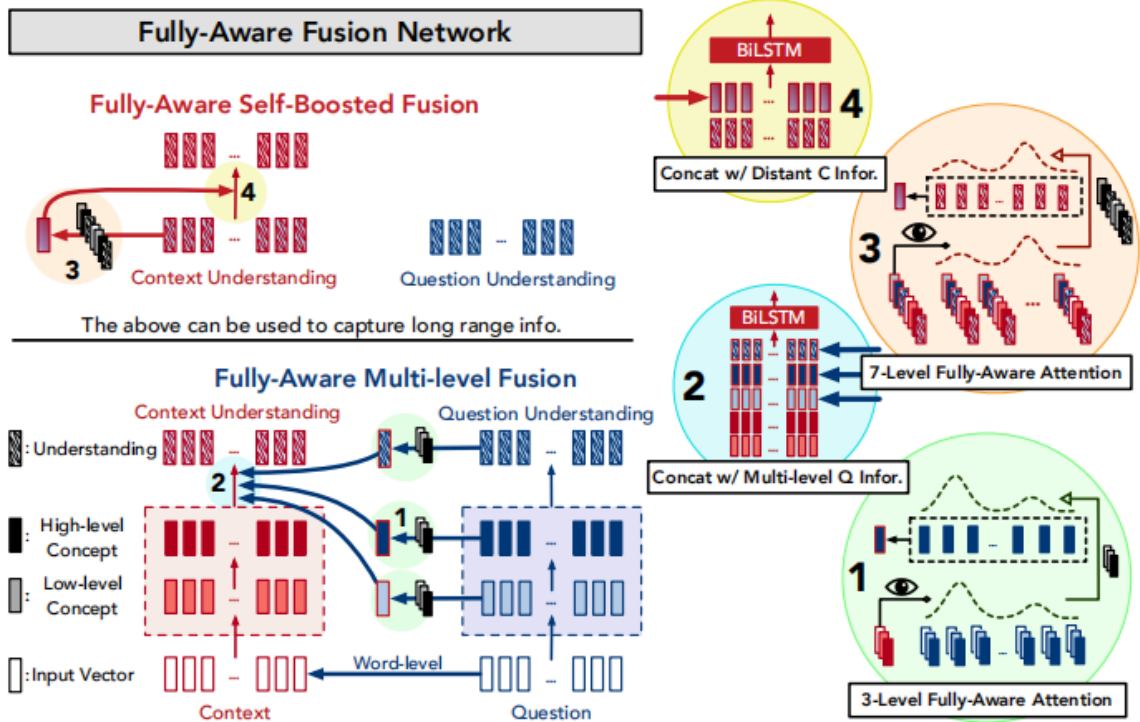 Fully-Aware Fusion Network
Fully-Aware Self-Boosted Fusion
...
4
...
3
Context Understanding
...
Question Understanding
The above can be used to capture long range info.
Fully-Aware Multi-level Fusion
Context Understanding
Question Understanding
: Understanding
...
...
2
1
: High-level
Concept
...
...
: Low-level
Concept
...
...
: Input Vector
...
Word-level
...
Context
Question
BiLSTM
...
4
...
Concat w/ Distant C Infor.
...
3
...
7-Level Fully-Aware Attention
BiLSTM
...
2
...
...
...
...
Concat w/ Multi-level Q Infor.
...
1
...
3-Level Fully-Aware Attention